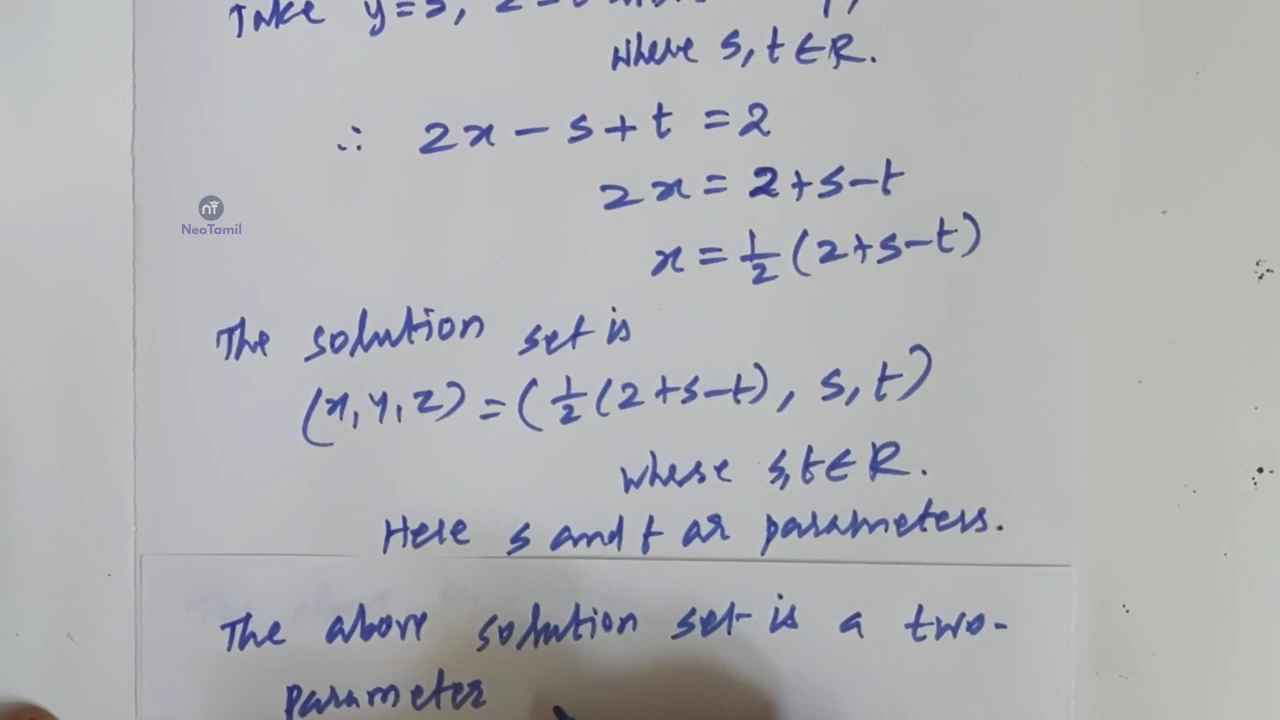 Take y=s,
where s, t ∈ R.
∴ 2x − s + t = 2
2x = 2+s−t
x = 1/2 (2+s−t)
NeoTamil
The solution set is
(x, y, z) = (1/2 (2+s−t), s, t)
where s,t ∈ R.
Here s and t ar parameters.
The above solution set is a two-
parameter